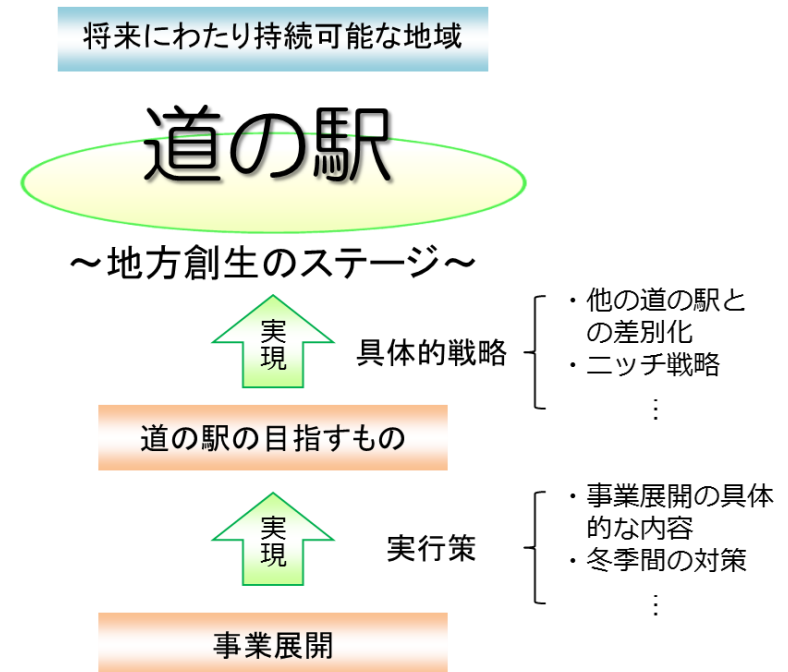 将来にわたり持続可能な地域
道の駅
～地方創生のステージ～
実現
具体的戦略
・他の道の駅と
の差別化
・ニッチ戦略
⋮
道の駅の目指すもの
実現
実行策
・事業展開の具体
的な内容
・冬季間の対策
⋮
事業展開